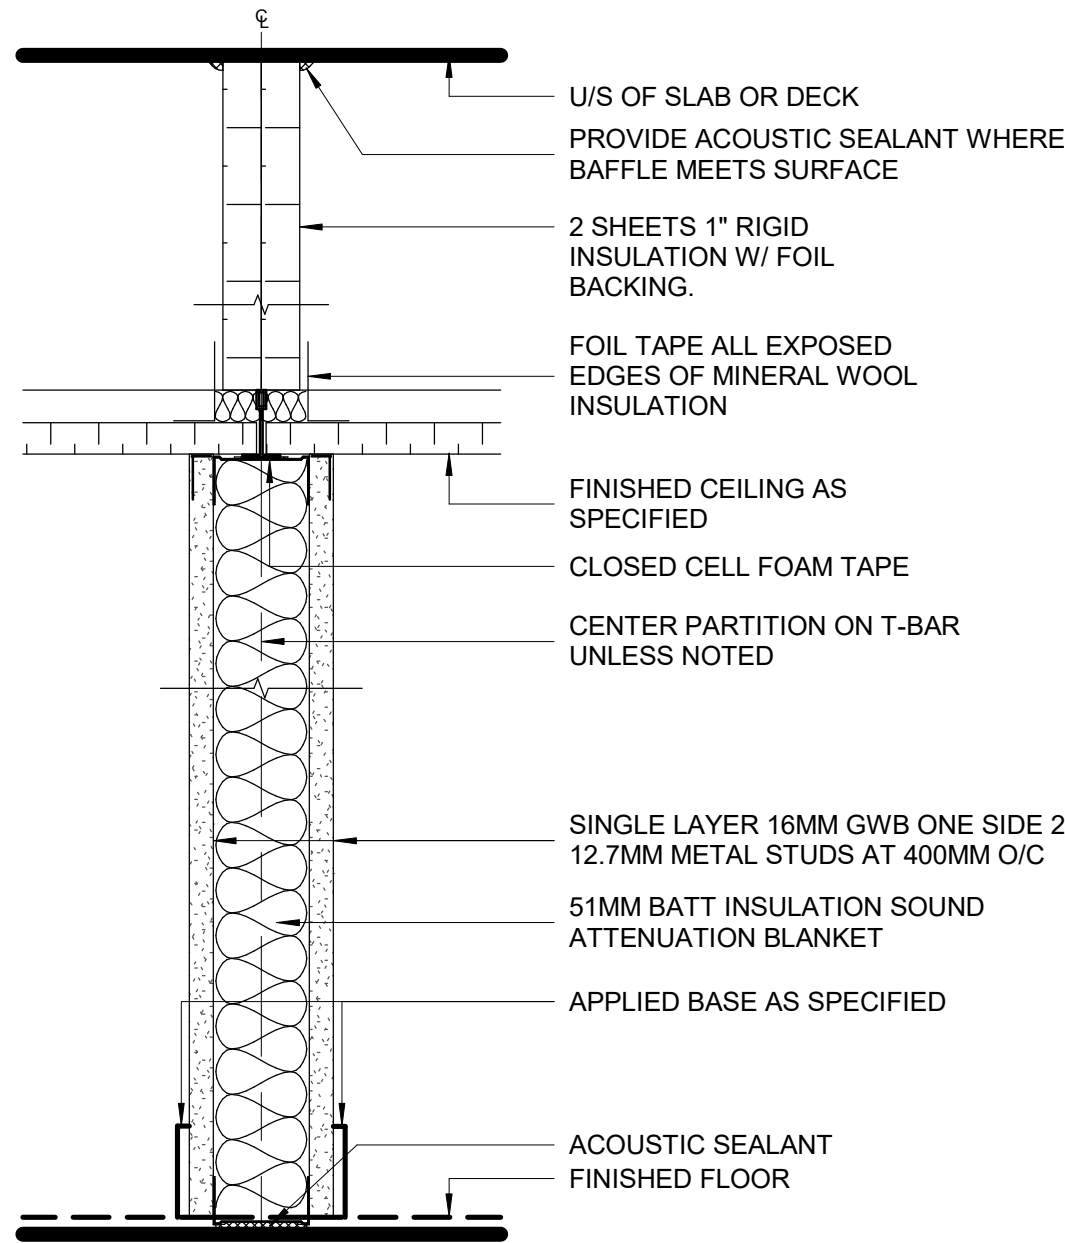 ℄
U/S OF SLAB OR DECK
PROVIDE ACOUSTIC SEALANT WHERE
BAFFLE MEETS SURFACE
2 SHEETS 1" RIGID
INSULATION W/ FOIL
BACKING.
FOIL TAPE ALL EXPOSED
EDGES OF MINERAL WOOL
INSULATION
FINISHED CEILING AS
SPECIFIED
CLOSED CELL FOAM TAPE
CENTER PARTITION ON T-BAR
UNLESS NOTED
SINGLE LAYER 16MM GWB ONE SIDE 2
12.7MM METAL STUDS AT 400MM O/C
51MM BATT INSULATION SOUND
ATTENUATION BLANKET
APPLIED BASE AS SPECIFIED
ACOUSTIC SEALANT
FINISHED FLOOR